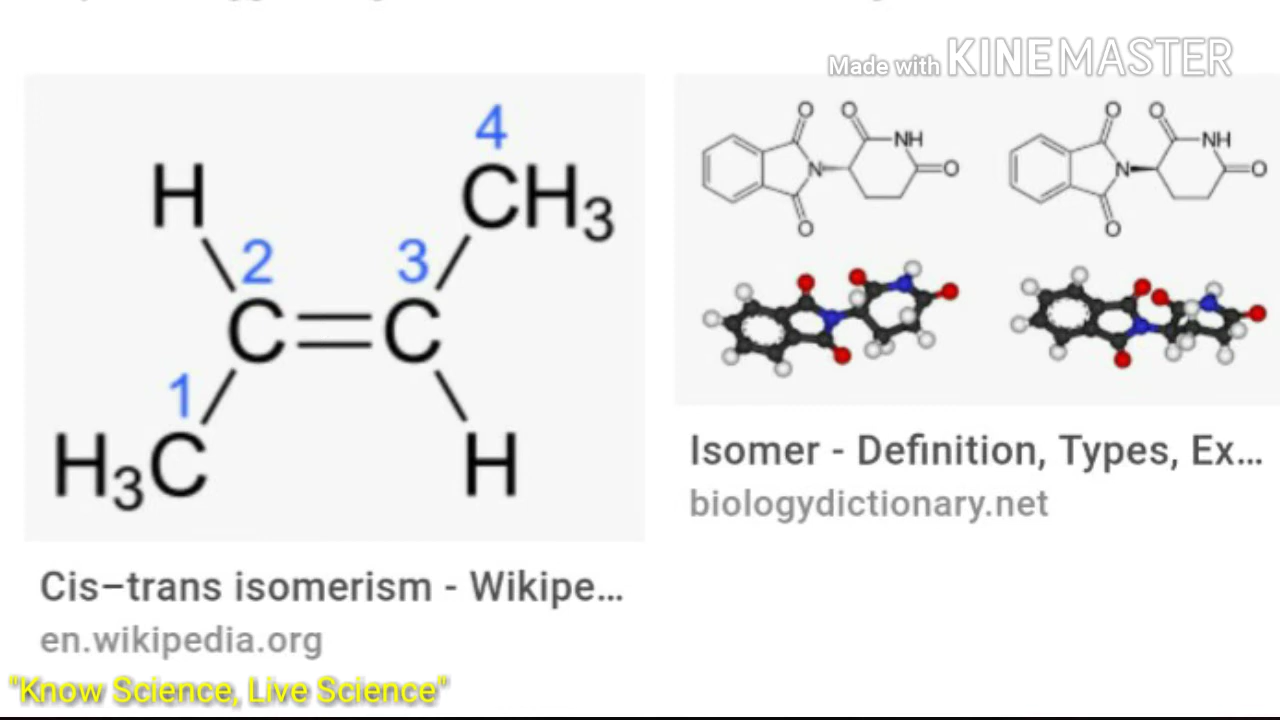 Made with KINEMASTER
4
H CH3
2 3
C C
1
H3C H
O O NH O N O
O O NH O N O
Isomer - Definition, Types, Ex...
biologydictionary.net
Cis–trans isomerism - Wikipe...
en.wikipedia.org
"Know Science, Live Science"